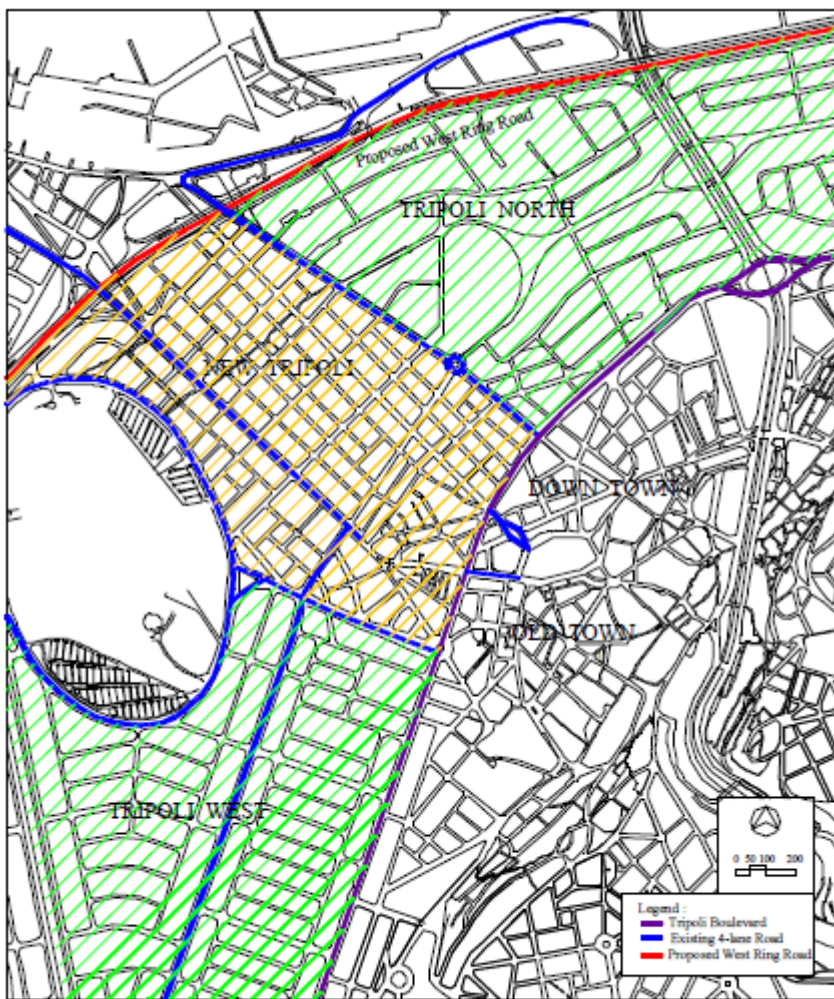 Proposed West Ring Road
TRIPOLI NORTH
NEW TRIPOLI
DOWN TOWN
OLD TOWN
TRIPOLI WEST
0 50 100 200
Legend :
Tripoli Boulevard
Existing 4-lane Road
Proposed West Ring Road